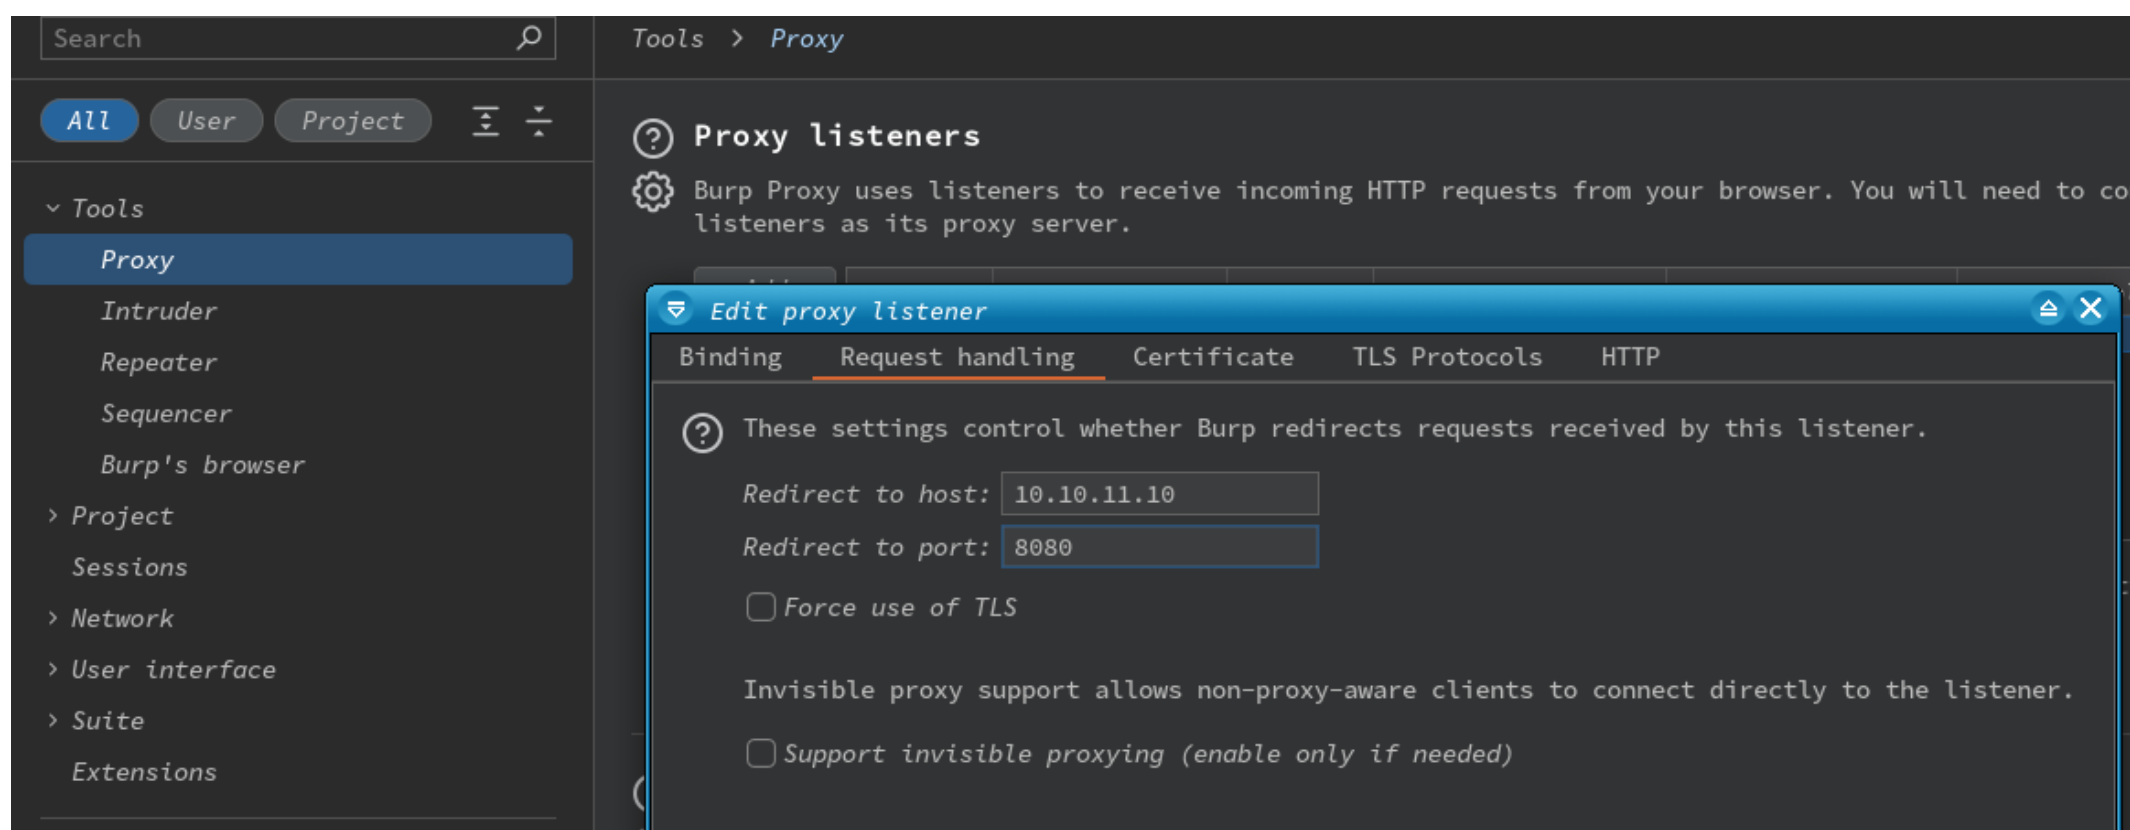 Search
All User Project
Tools
Proxy
Intruder
Repeater
Sequencer
Burp's browser
Project
Sessions
Network
User interface
Suite
Extensions
Tools > Proxy
Proxy listeners
Burp Proxy uses listeners to receive incoming HTTP requests from your browser. You will need to co
listeners as its proxy server.
Edit proxy listener
Binding Request handling Certificate TLS Protocols HTTP
These settings control whether Burp redirects requests received by this listener.
Redirect to host: 10.10.11.10
Redirect to port: 8080
Force use of TLS
Invisible proxy support allows non-proxy-aware clients to connect directly to the listener.
Support invisible proxying (enable only if needed)